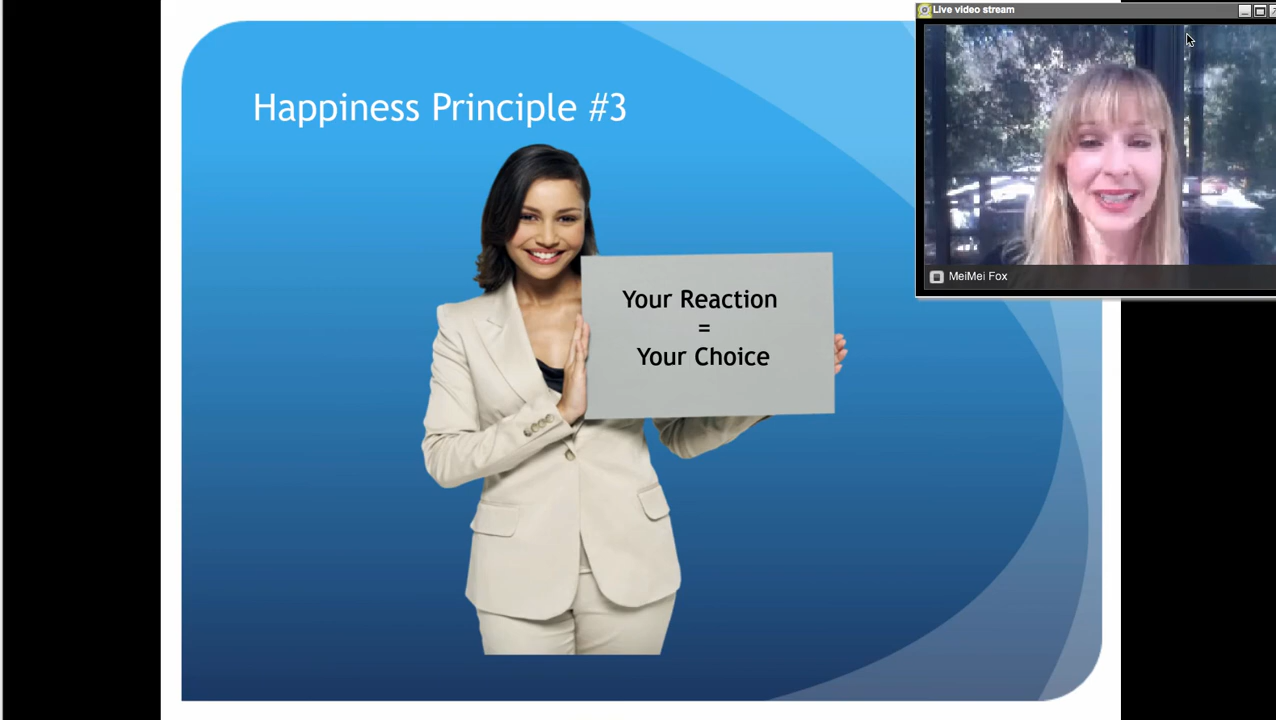 Live video stream
Happiness Principle #3
MeiMei Fox
Your Reaction
=
Your Choice